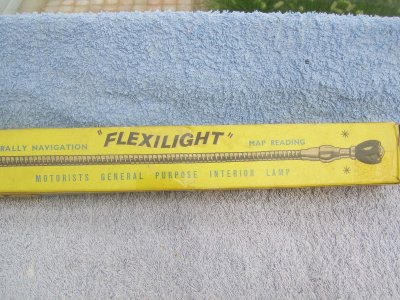 RALLY NAVIGATION "FLEXILIGHT" MAP READING
MOTORISTS GENERAL PURPOSE INTERIOR LAMP